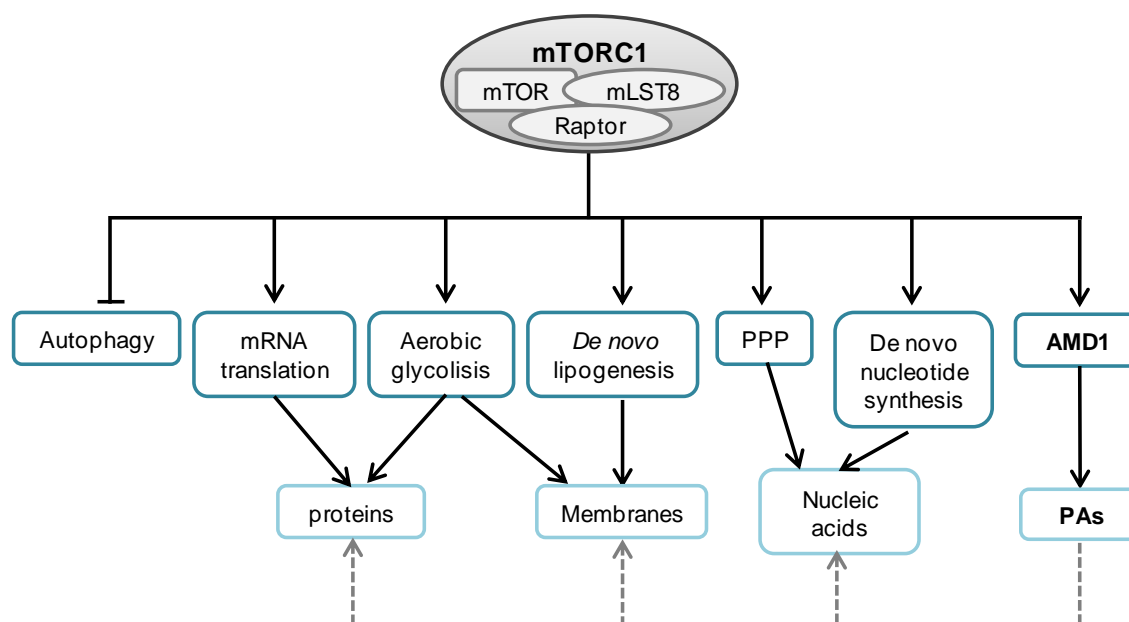 mTORC1
mTOR
mLST8
Raptor
Autophagy
mRNA
translation
Aerobic
glycolisis
De novo
lipogenesis
PPP
De novo
nucleotide
synthesis
AMD1
proteins
Membranes
Nucleic
acids
PAs